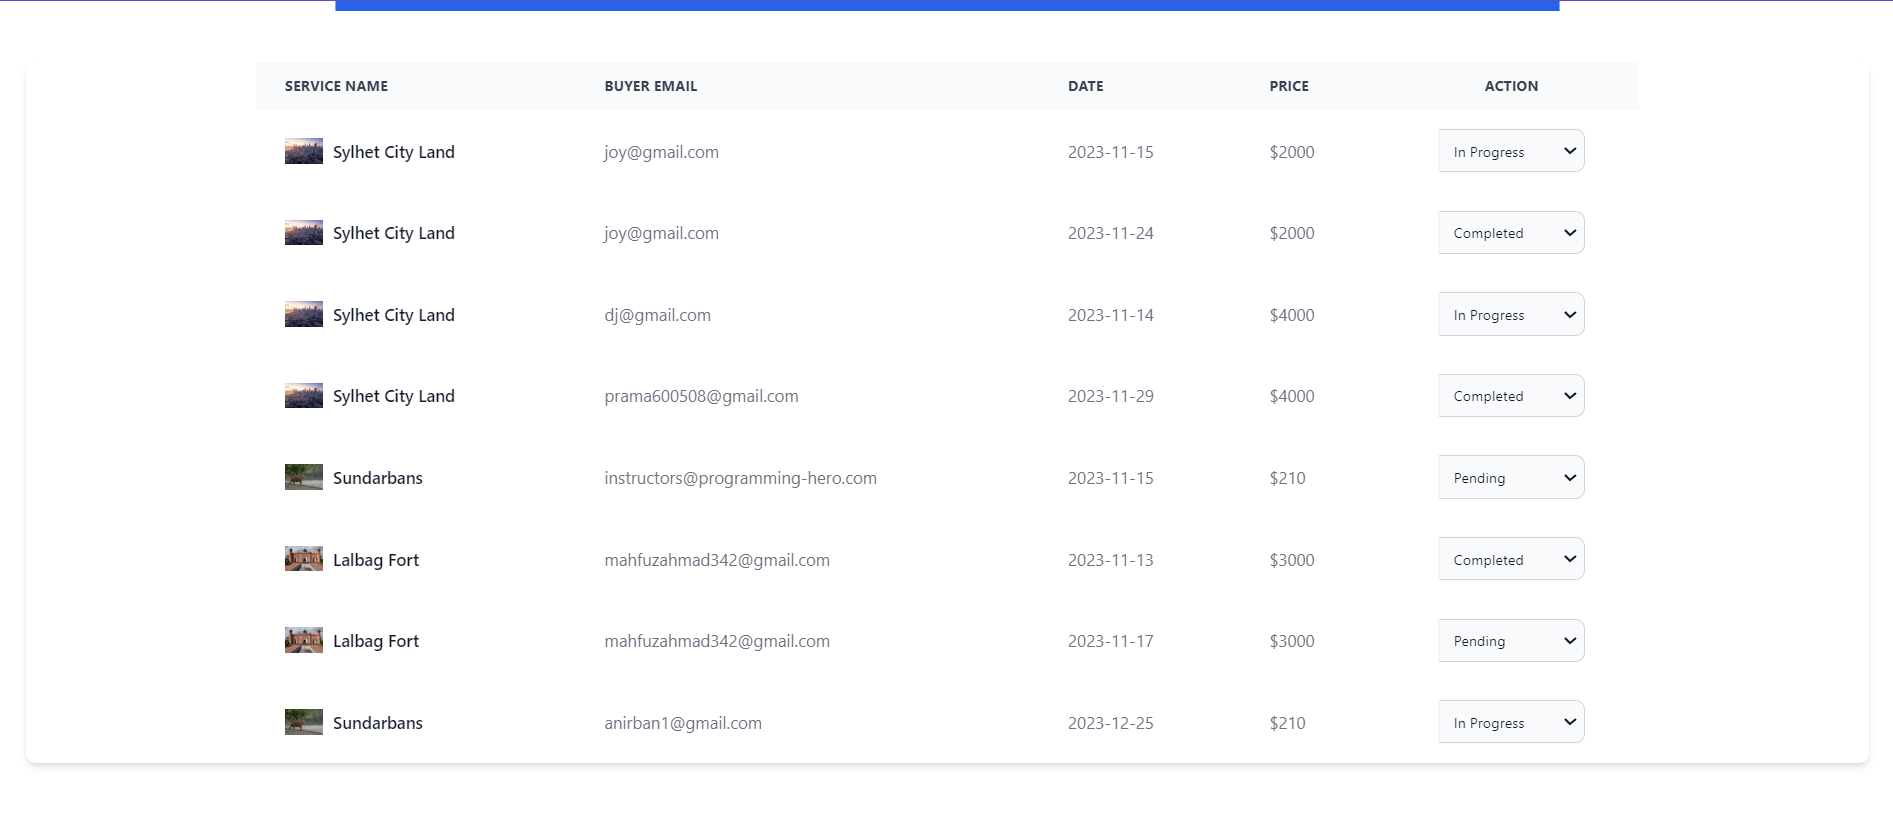 SERVICE NAME BUYER EMAIL DATE PRICE ACTION
Sylhet City Land joy@gmail.com 2023-11-15 $2000 In Progress
Sylhet City Land joy@gmail.com 2023-11-24 $2000 Completed
Sylhet City Land dj@gmail.com 2023-11-14 $4000 In Progress
Sylhet City Land prama600508@gmail.com 2023-11-29 $4000 Completed
Sundarbans instructors@programming-hero.com 2023-11-15 $210 Pending
Lalbag Fort mahfuzahmad342@gmail.com 2023-11-13 $3000 Completed
Lalbag Fort mahfuzahmad342@gmail.com 2023-11-17 $3000 Pending
Sundarbans anirban1@gmail.com 2023-12-25 $210 In Progress